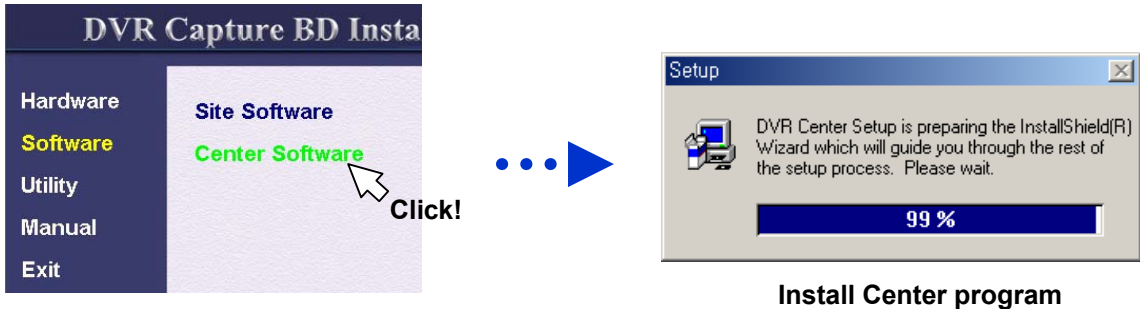 DVR Capture BD Insta
Hardware
Software
Utility
Manual
Exit
Site Software
Center Software
Click!
Setup
DVR Center Setup is preparing the InstallShield(R)
Wizard which will guide you through the rest of
the setup process. Please wait.
99 %
Install Center program